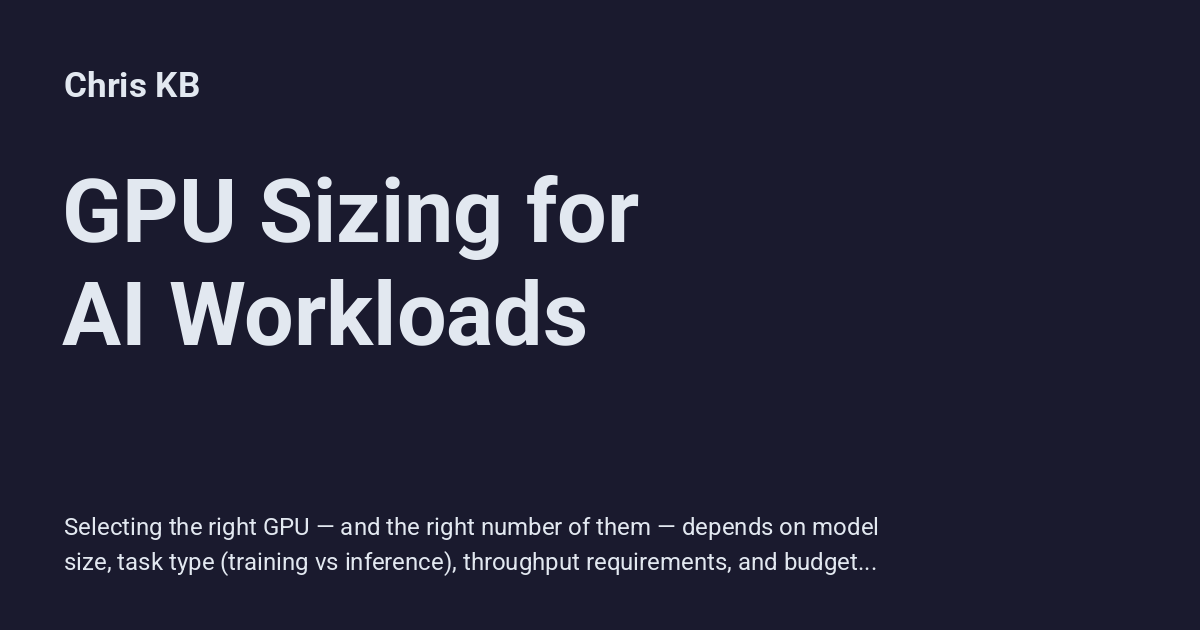 Chris KB
GPU Sizing for
AI Workloads
Selecting the right GPU — and the right number of them — depends on model
size, task type (training vs inference), throughput requirements, and budget...